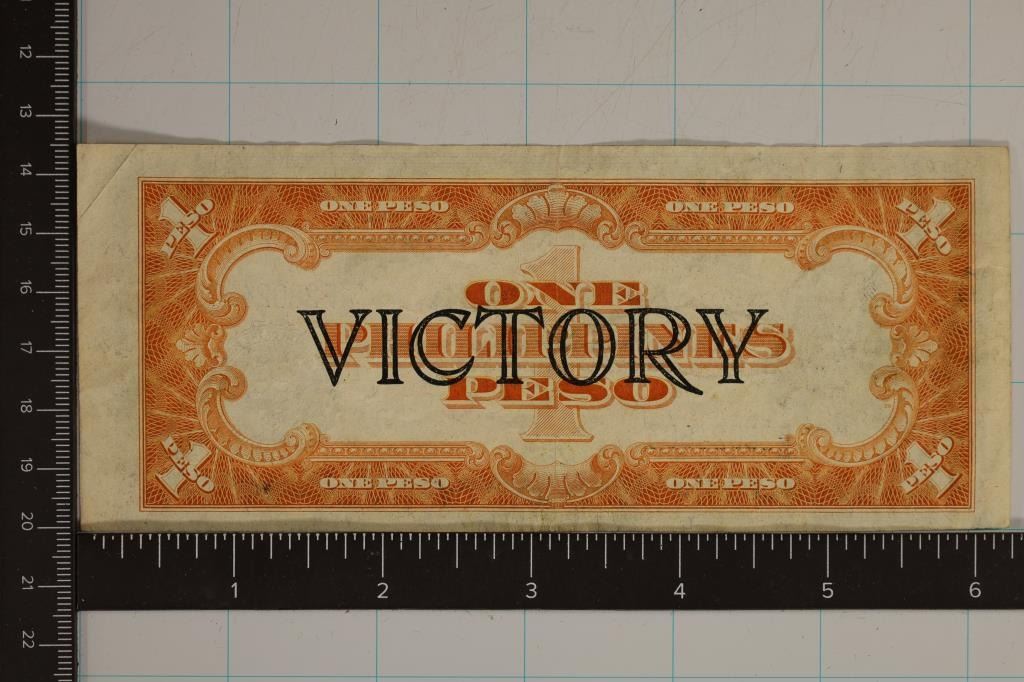 12
13
14
15
16
17
18
19
20
21
22
1 PESO
ONE PESO
ONE PESO
1 PESO
1
ONE
PHILIPPINES
PESO
VICTORY
1 PESO
ONE PESO
ONE PESO
1 PESO
1 2 3 4 5 6